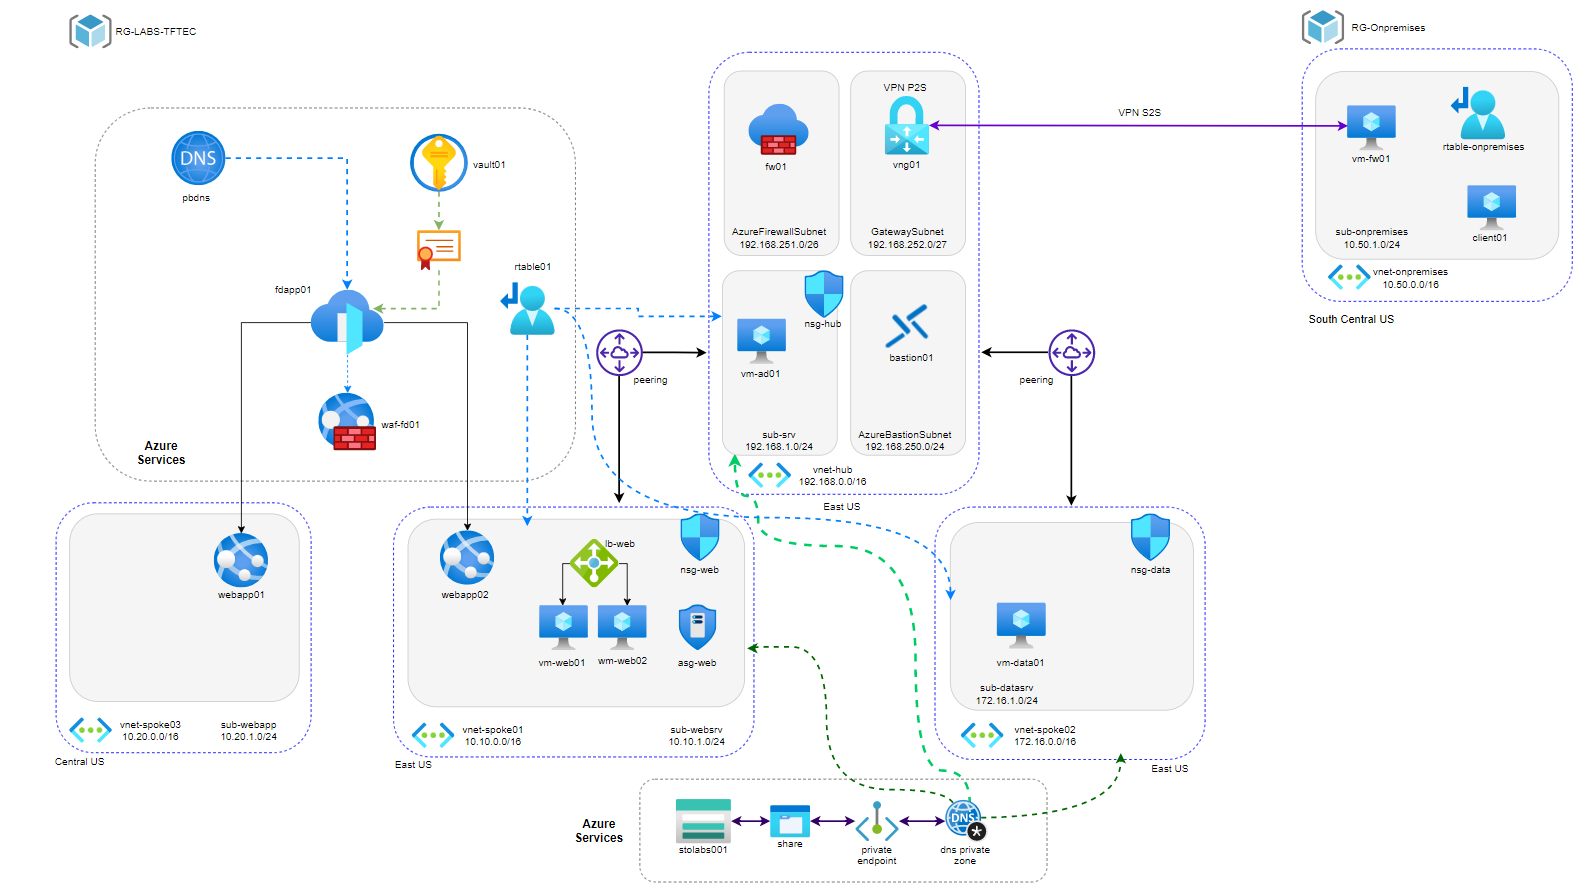 RG-LABS-TFTEC
RG-Onpremises
VPN P2S
VPN S2S
fw01
vng01
vm-fw01
rtable-onpremises
AzureFirewallSubnet
192.168.251.0/26
GatewaySubnet
192.168.252.0/27
sub-onpremises
10.50.1.0/24
client01
vnet-onpremises
10.50.0.0/16
South Central US
DNS
pbdns
vault01
rtable01
fdapp01
waf-fd01
Azure
Services
peering
nsg-hub
vm-ad01
bastion01
peering
sub-srv
192.168.1.0/24
AzureBastionSubnet
192.168.250.0/24
vnet-hub
192.168.0.0/16
East US
webapp01
vnet-spoke03
10.20.0.0/16
sub-webapp
10.20.1.0/24
Central US
webapp02
lb-web
nsg-web
vm-web01
wm-web02
asg-web
vnet-spoke01
10.10.0.0/16
sub-websrv
10.10.1.0/24
East US
nsg-data
vm-data01
sub-datasrv
172.16.1.0/24
vnet-spoke02
172.16.0.0/16
East US
Azure
Services
stolabs001
share
private
endpoint
DNS
dns private
zone